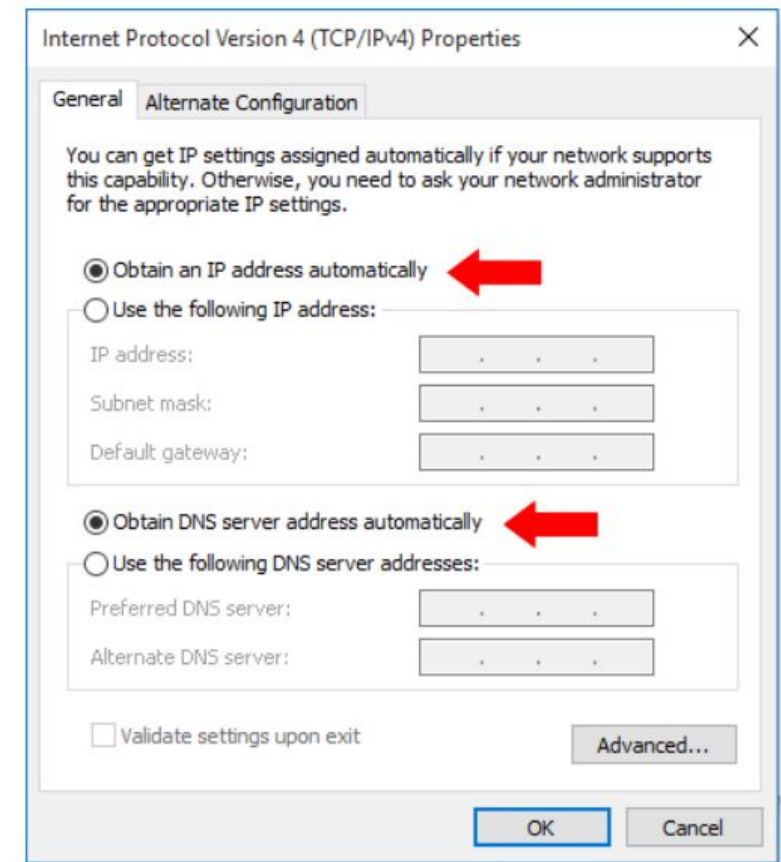 Internet Protocol Version 4 (TCP/IPv4) Properties
General
Alternate Configuration
You can get IP settings assigned automatically if your network supports
this capability. Otherwise, you need to ask your network administrator
for the appropriate IP settings.
Obtain an IP address automatically
Use the following IP address:
IP address:
Subnet mask:
Default gateway:
Obtain DNS server address automatically
Use the following DNS server addresses:
Preferred DNS server:
Alternate DNS server:
Validate settings upon exit
Advanced...
OK
Cancel